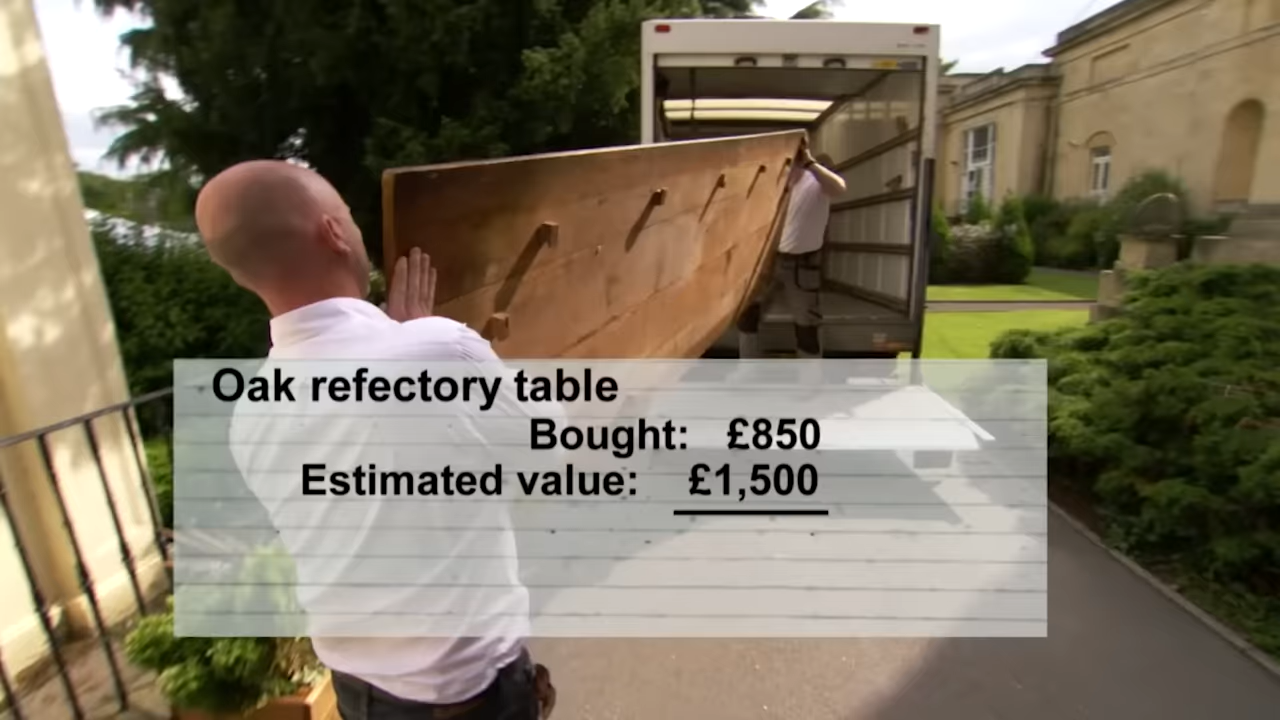 Oak refectory table
Bought: £850
Estimated value: £1,500